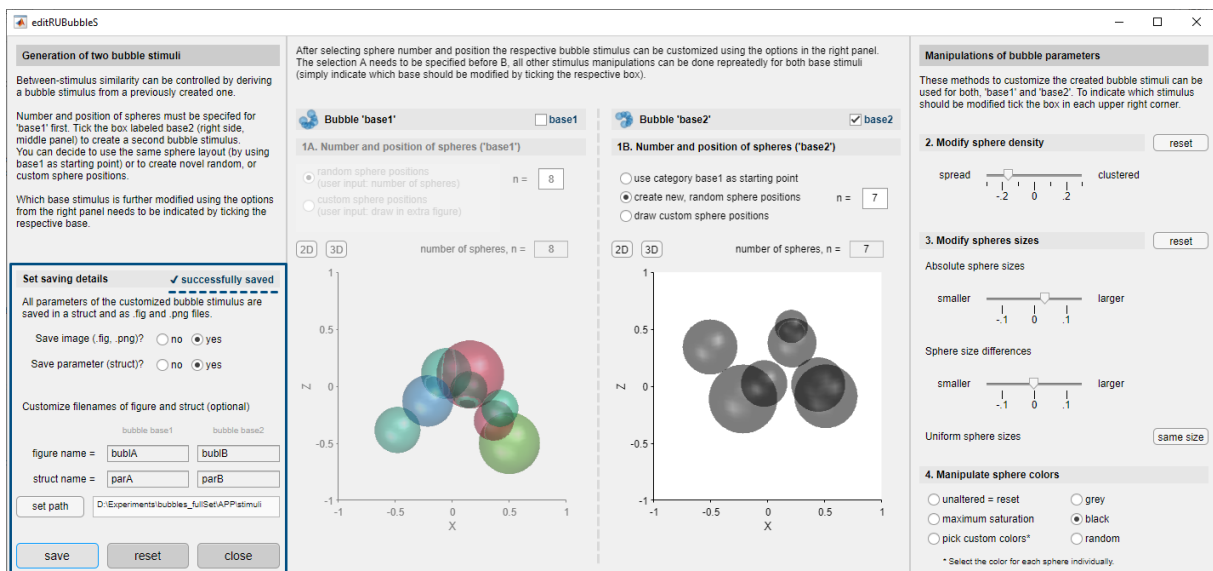 editRUBubbleS
Generation of two bubble stimuli
Between-stimulus similarity can be controlled by deriving
a bubble stimulus from a previously created one.
Number and position of spheres must be specifed for
'base1' first. Tick the box labeled base2 (right side,
middle panel) to create a second bubble stimulus.
You can decide to use the same sphere layout (by using
base1 as starting point) or to create novel random, or
custom sphere positions.
Which base stimulus is further modified using the options
from the right panel needs to be indicated by ticking the
respective base.
Set saving details ✓ successfully saved
All parameters of the customized bubble stimulus are
saved in a struct and as .fig and .png files.
Save image (.fig, .png)? no yes
Save parameter (struct)? no yes
Customize filenames of figure and struct (optional)
bubble base1 bubble base2
figure name = bublA bublB
struct name = parA parB
set path D:\Experiments\bubbles_fullSet\APP\stimuli
save reset close
After selecting sphere number and position the respective bubble stimulus can be customized using the options in the right panel.
The selection A needs to be specified before B, all other stimulus manipulations can be done repreatedly for both base stimuli
(simply indicate which base should be modified by ticking the respective box).
Bubble 'base1' base1
1A. Number and position of spheres ('base1')
random sphere positions
(user input: number of spheres) n = 8
custom sphere positions
(user input: draw in extra figure)
2D 3D number of spheres, n = 8
1
0.5
0
-0.5
-1
Z
-1 -0.5 0 0.5 1
X
Bubble 'base2' base2
1B. Number and position of spheres ('base2')
use category base1 as starting point
create new, random sphere positions n = 7
draw custom sphere positions
2D 3D number of spheres, n = 7
1
0.5
0
-0.5
-1
Z
-1 -0.5 0 0.5 1
X
Manipulations of bubble parameters
These methods to customize the created bubble stimuli can be
used for both, 'base1' and 'base2'. To indicate which stimulus
should be modified tick the box in each upper right corner.
2. Modify sphere density reset
spread clustered
-.2 0 .2
3. Modify spheres sizes reset
Absolute sphere sizes
smaller larger
-.1 0 .1
Sphere size differences
smaller larger
-.1 0 .1
Uniform sphere sizes same size
4. Manipulate sphere colors
unaltered = reset grey
maximum saturation black
pick custom colors* random
* Select the color for each sphere individually.